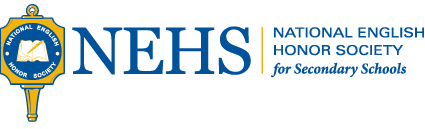 NATIONAL ENGLISH
HONOR SOCIETY
NEHS
NATIONAL ENGLISH
HONOR SOCIETY
for Secondary Schools